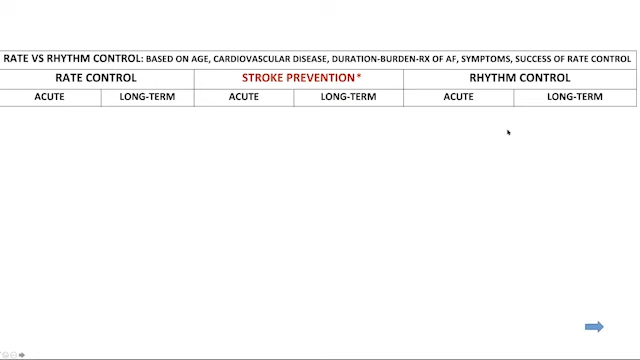 RATE VS RHYTHM CONTROL: BASED ON AGE, CARDIOVASCULAR DISEASE, DURATION-BURDEN-RX OF AF, SYMPTOMS, SUCCESS OF RATE CONTROL
RATE CONTROL STROKE PREVENTION* RHYTHM CONTROL
ACUTE LONG-TERM ACUTE LONG-TERM ACUTE LONG-TERM